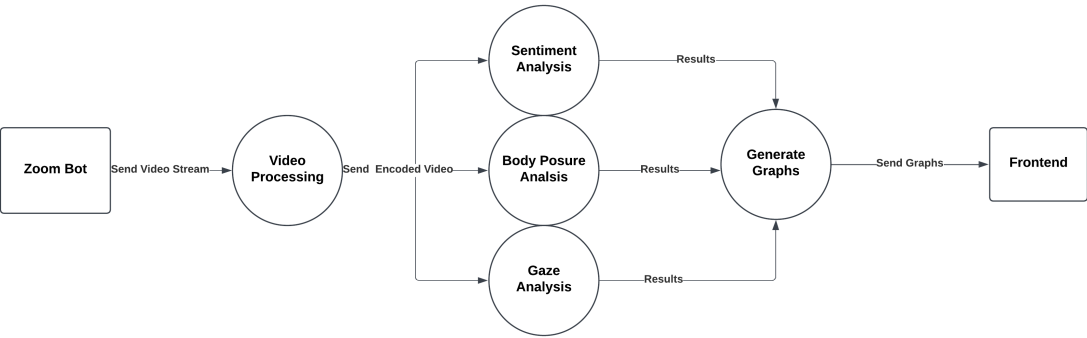 Sentiment
Analysis
Results
Zoom Bot
Send Video Stream
Video
Processing
Send  Encoded Video
Body Posure
Analsis
Results
Generate
Graphs
Send Graphs
Frontend
Gaze
Analysis
Results